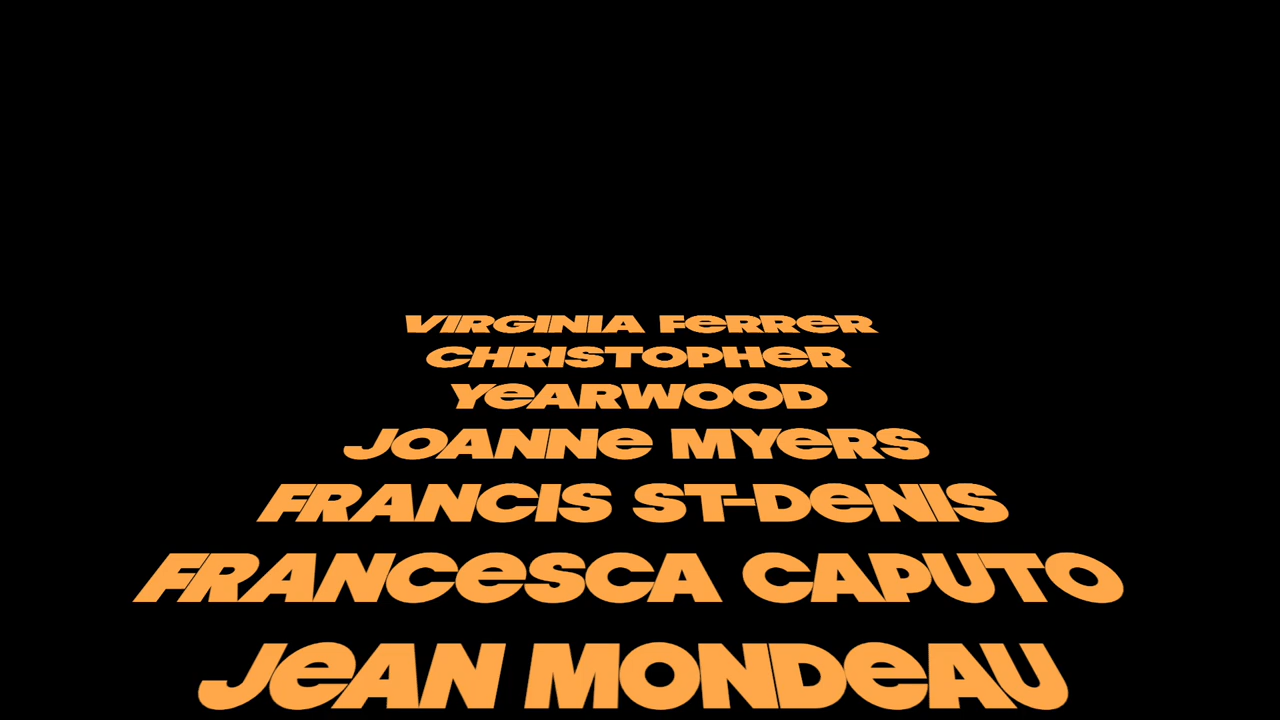 VIRGINIA FeRReR
CHRISTOPHeR
YeARWOOD
JOANNe MYeRS
FRANCIS ST-DeNIS
FRANCeSCA CAPUTO
JeAN MONDeAU